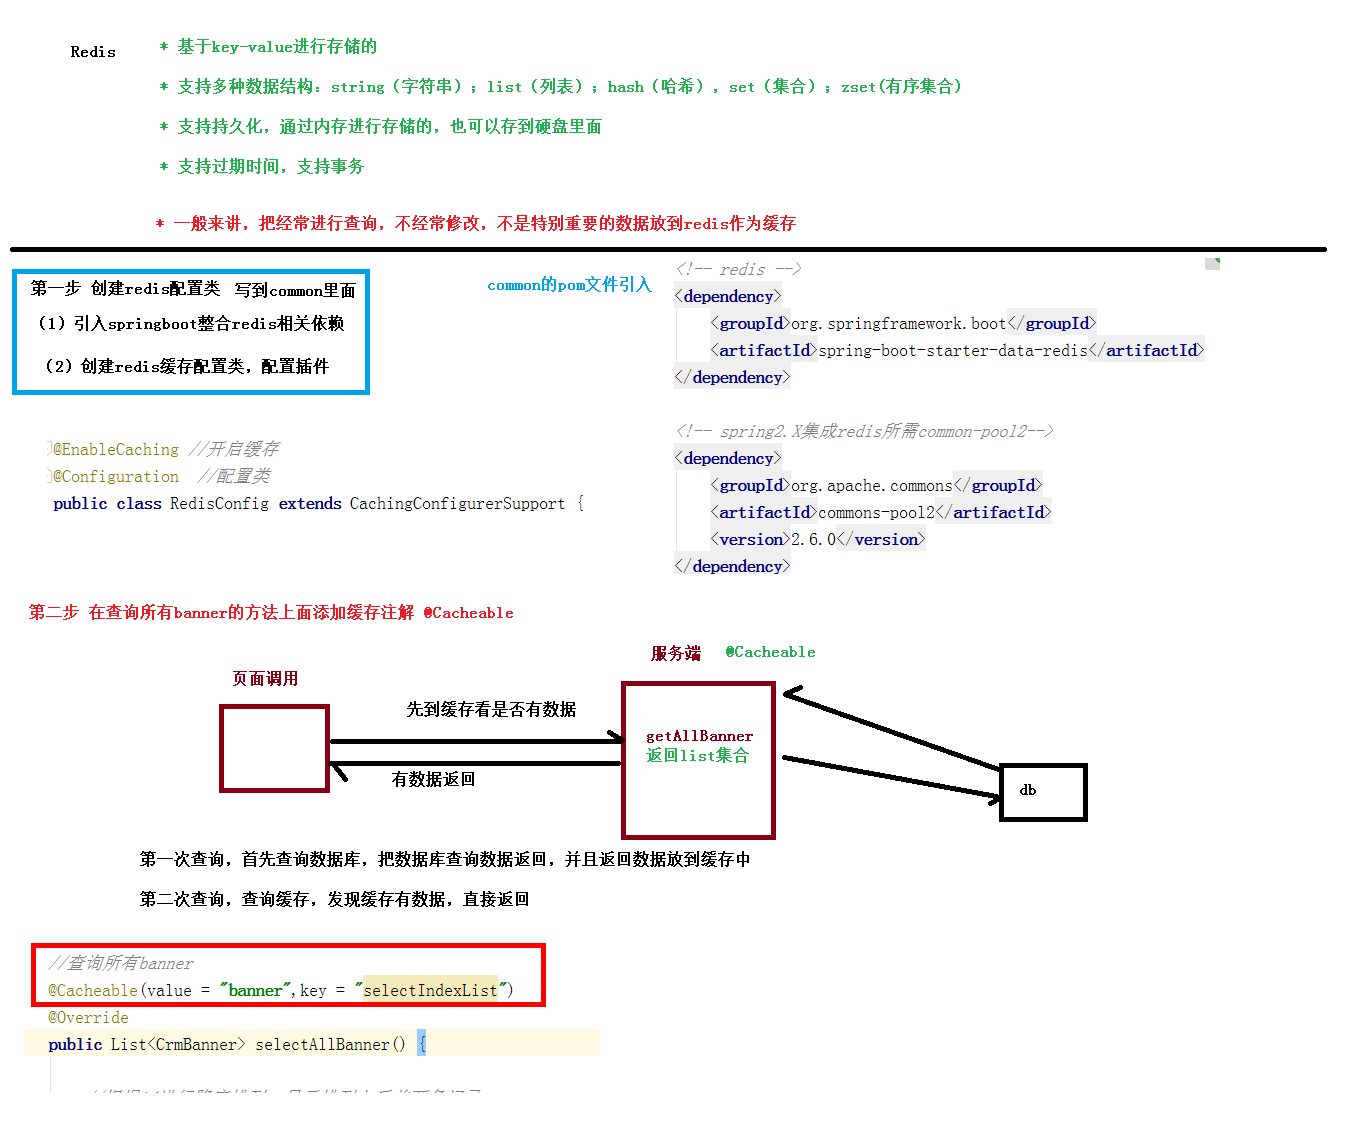 Redis
* 基于key-value进行存储的
* 支持多种数据结构：string（字符串）；list（列表）；hash（哈希），set（集合）；zset(有序集合)
* 支持持久化，通过内存进行存储的，也可以存到硬盘里面
* 支持过期时间，支持事务
* 一般来讲，把经常进行查询，不经常修改，不是特别重要的数据放到redis作为缓存
第一步 创建redis配置类 写到common里面
（1）引入springboot整合redis相关依赖
（2）创建redis缓存配置类，配置插件
common的pom文件引入
<!-- redis -->
<dependency>
<groupId>org.springframework.boot</groupId>
<artifactId>spring-boot-starter-data-redis</artifactId>
</dependency>
<!-- spring2.X集成redis所需common-pool2-->
<dependency>
<groupId>org.apache.commons</groupId>
<artifactId>commons-pool2</artifactId>
<version>2.6.0</version>
</dependency>
@EnableCaching //开启缓存
@Configuration //配置类
public class RedisConfig extends CachingConfigurerSupport {
第二步 在查询所有banner的方法上面添加缓存注解 @Cacheable
服务端 @Cacheable
页面调用
先到缓存看是否有数据
getAllBanner
返回list集合
有数据返回
db
第一次查询，首先查询数据库，把数据库查询数据返回，并且返回数据放到缓存中
第二次查询，查询缓存，发现缓存有数据，直接返回
//查询所有banner
@Cacheable(value = "banner",key = "selectIndexList")
@Override
public List<CrmBanner> selectAllBanner() {